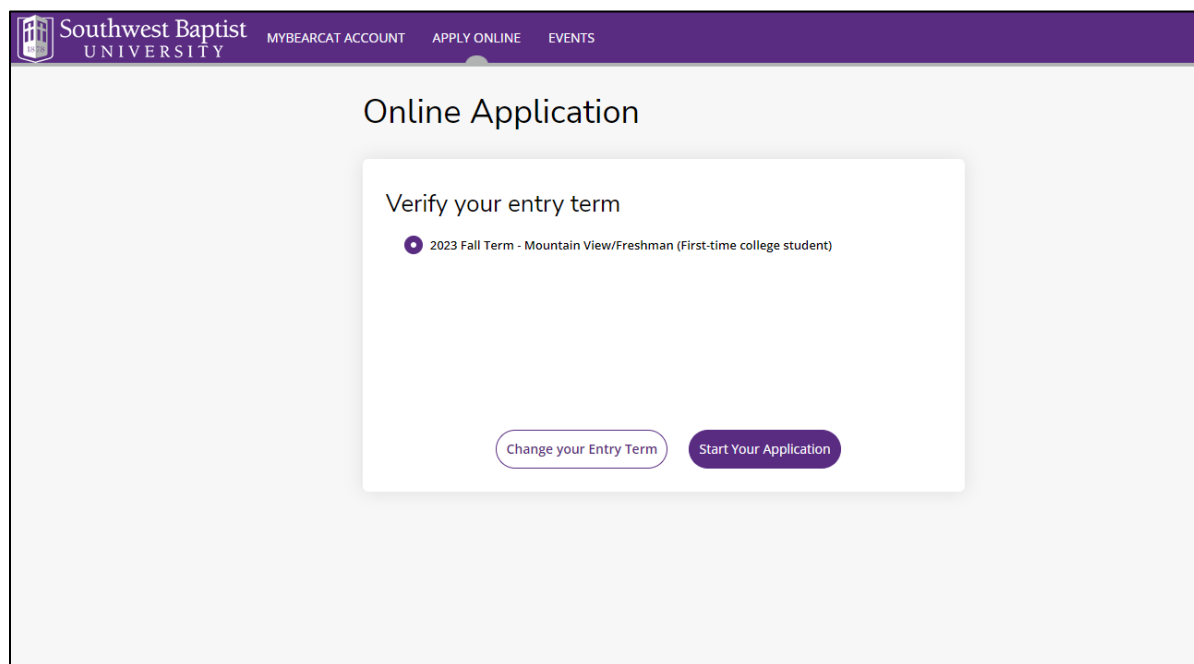 Southwest Baptist
UNIVERSITY
1878
MYBEARCAT ACCOUNT APPLY ONLINE EVENTS
Online Application
Verify your entry term
2023 Fall Term - Mountain View/Freshman (First-time college student)
Change your Entry Term Start Your Application